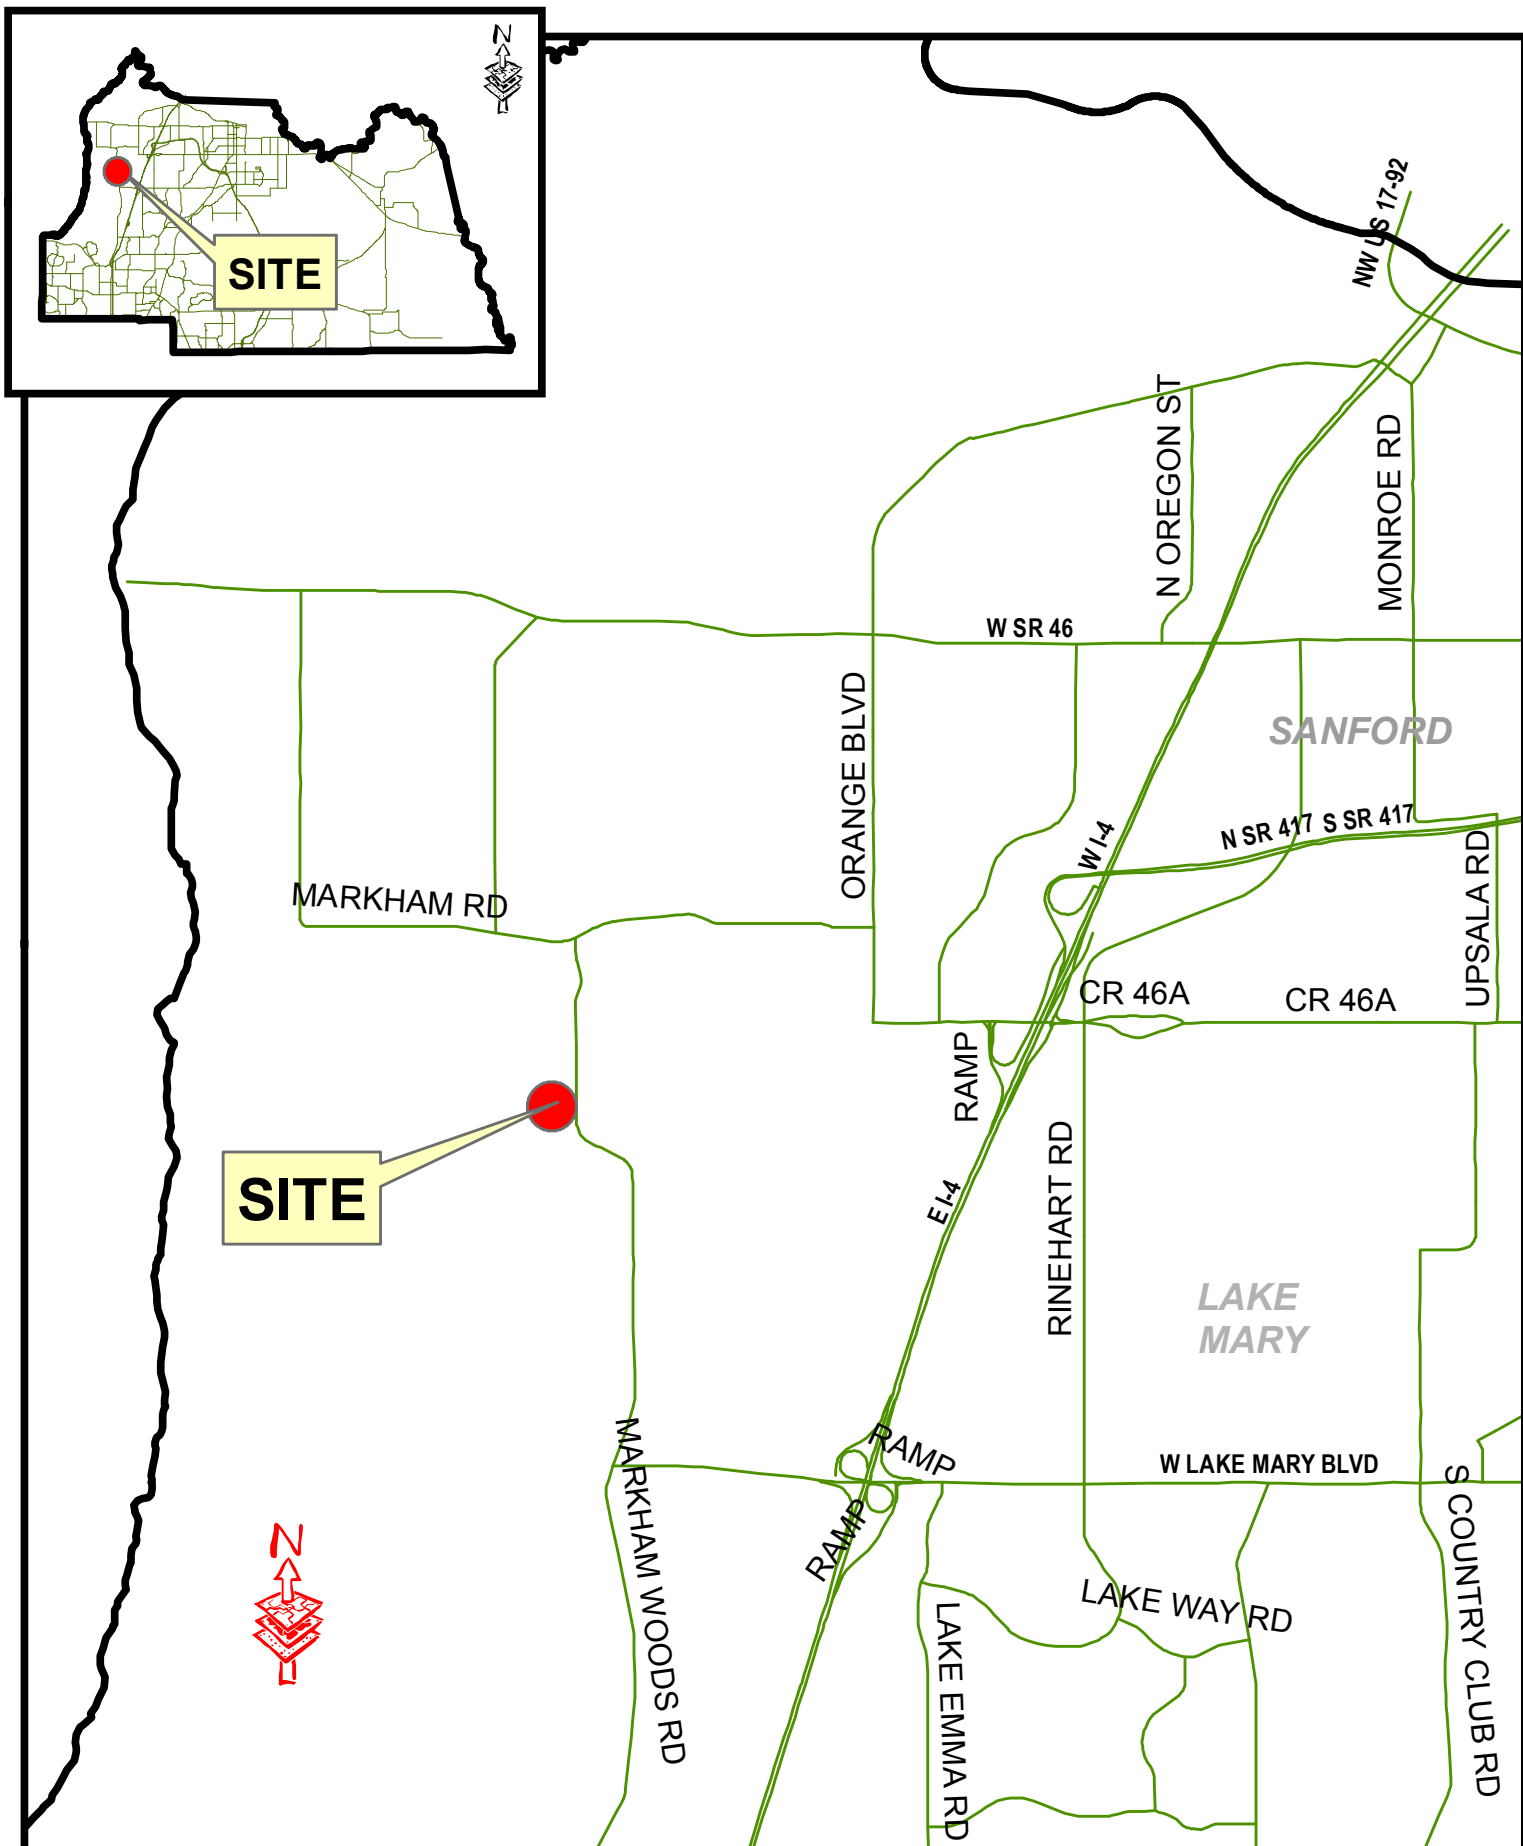 N
SITE
NW US 17-92
N OREGON ST
MONROE RD
W SR 46
ORANGE BLVD
SANFORD
N SR 417 S SR 417
W I-4
UPSALA RD
MARKHAM RD
CR 46A
CR 46A
RAMP
RINEHART RD
SITE
E I-4
LAKE
MARY
RAMP
W LAKE MARY BLVD
MARKHAM WOODS RD
RAMP
S COUNTRY CLUB RD
N
LAKE WAY RD
LAKE EMMA RD